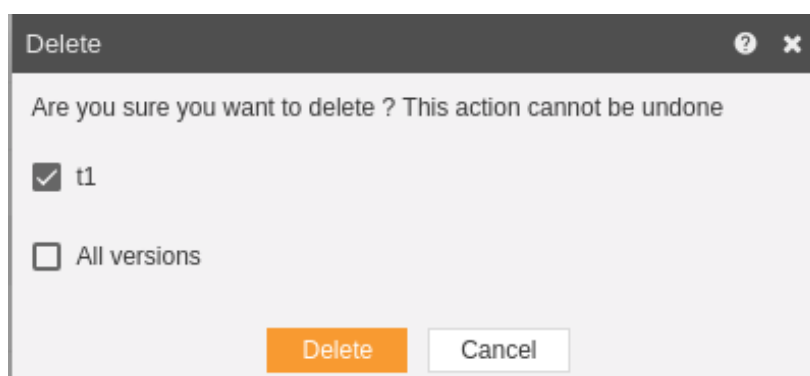 Delete
Are you sure you want to delete ? This action cannot be undone
t1
All versions
Delete Cancel